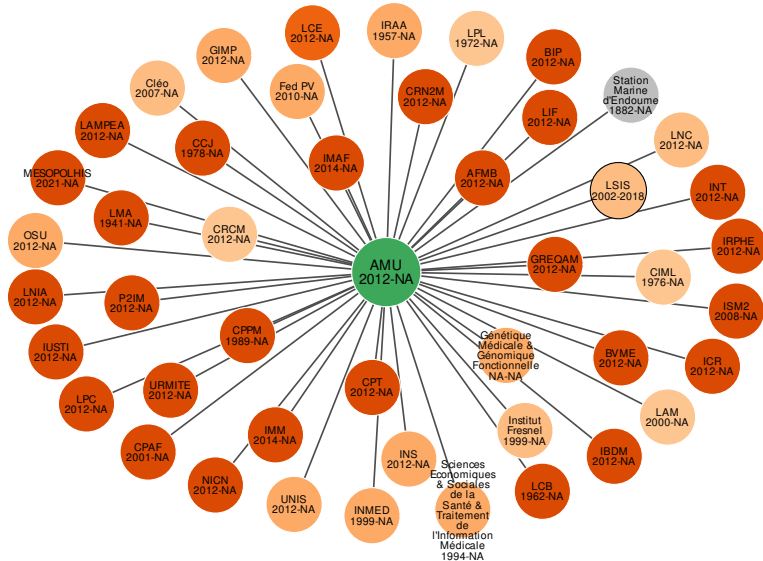 LCE
2012-NA
IRAA
1957-NA
LPL
1972-NA
GIMP
2012-NA
BIP
2012-NA
Cléo
2007-NA
Fed PV
2010-NA
CRN2M
2012-NA
Station
Marine
d'Endoume
1882-NA
LIF
2012-NA
LAMPEA
2012-NA
CCJ
1978-NA
LNC
2012-NA
IMAF
2014-NA
MESOPOLHIS
2021-NA
AFMB
2012-NA
LSIS
2002-2018
INT
2012-NA
LMA
1941-NA
CRCM
2012-NA
OSU
2012-NA
IRPHE
2012-NA
AMU
2012-NA
GREQAM
2012-NA
CIML
1976-NA
LNIA
2012-NA
P2IM
2012-NA
ISM2
2008-NA
CPPM
1989-NA
IUSTI
2012-NA
Génétique
Médicale &
Génomique
Fonctionnelle
NA-NA
BVME
2012-NA
ICR
2012-NA
URMITE
2012-NA
CPT
2012-NA
LPC
2012-NA
LAM
2000-NA
Institut
Fresnel
1999-NA
IMM
2014-NA
CPAF
2001-NA
INS
2012-NA
IBDM
2012-NA
NICN
2012-NA
Sciences
Economiques
& Sociales
de la
Santé &
Traitement
de
l'Information
Médicale
1994-NA
LCB
1962-NA
UNIS
2012-NA
INMED
1999-NA